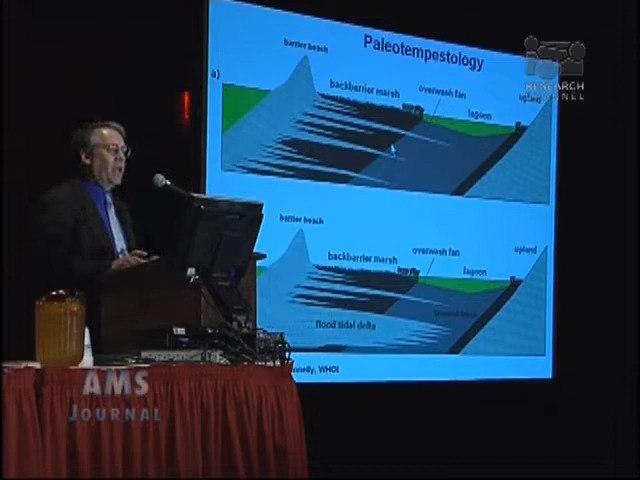 Paleotempestology
RESEARCH
CHANNEL
barrier beach
a)
backbarrier marsh
overwash fan
lagoon
upland
barrier beach
backbarrier marsh
overwash fan
lagoon
upland
flood tidal delta
nnelly, WHOI
AMS
JOURNAL